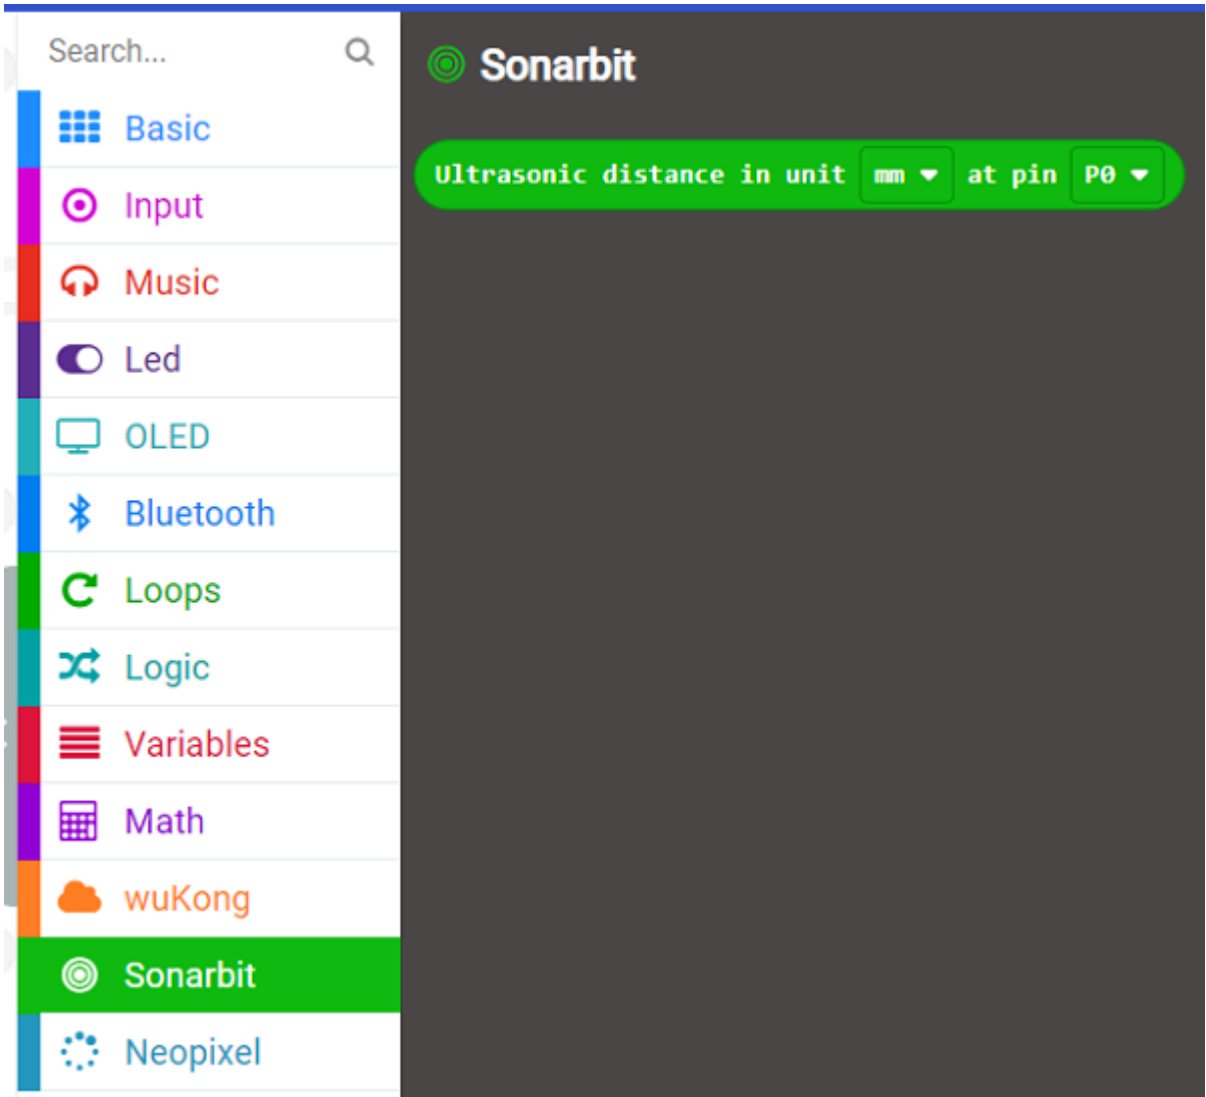 Search...
Basic
Input
Music
Led
OLED
Bluetooth
Loops
Logic
Variables
Math
wuKong
Sonarbit
Neopixel
Sonarbit
Ultrasonic distance in unit mm at pin P0